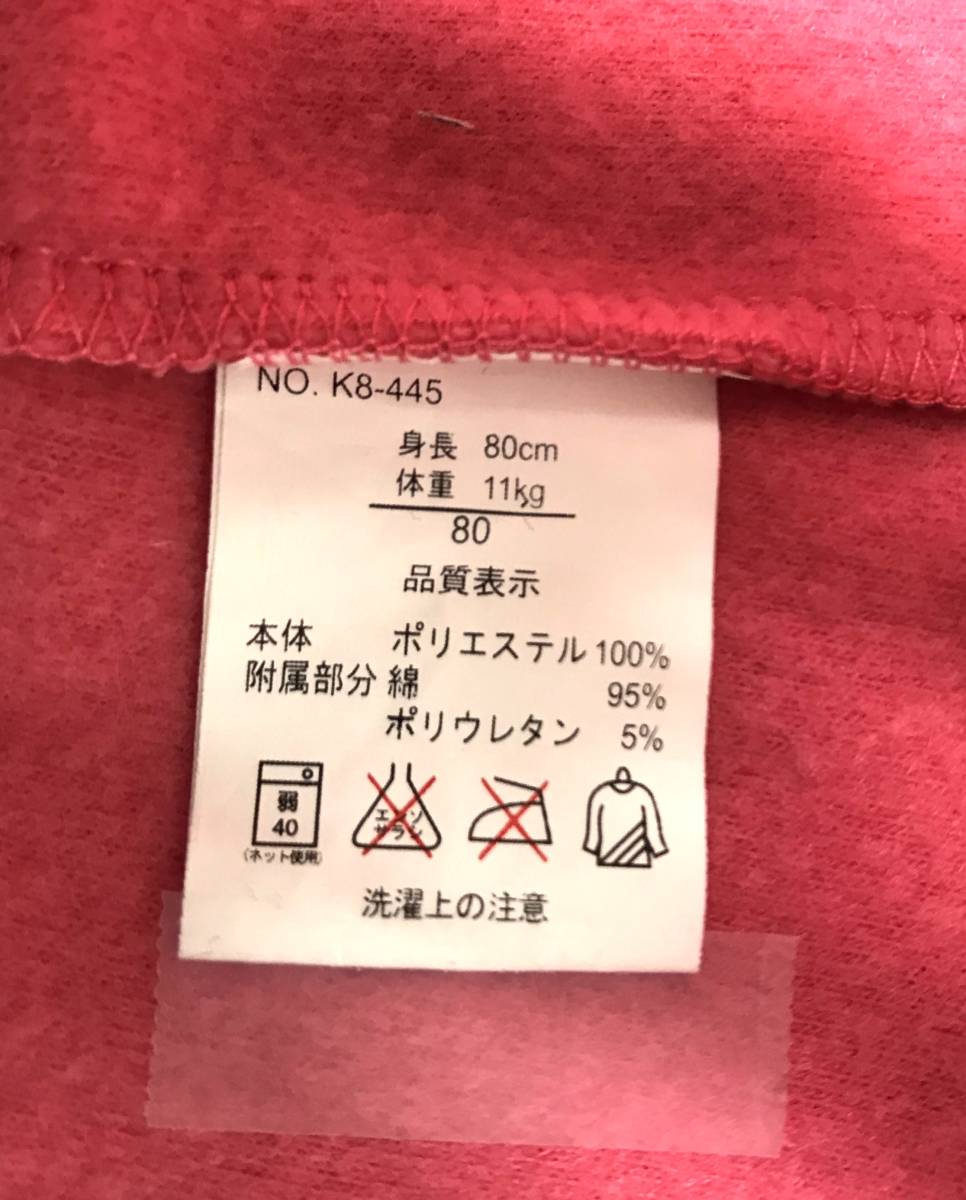 NO. K8-445
身長 80cm
体重 11kg
80
品質表示
本体 ポリエステル 100%
附属部分 綿 95%
ポリウレタン 5%
弱
40
(ネット使用)
エンソ
サラシ
洗濯上の注意